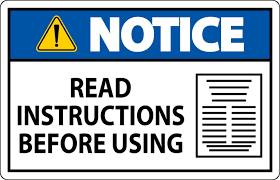 NOTICE
READ
INSTRUCTIONS
BEFORE USING